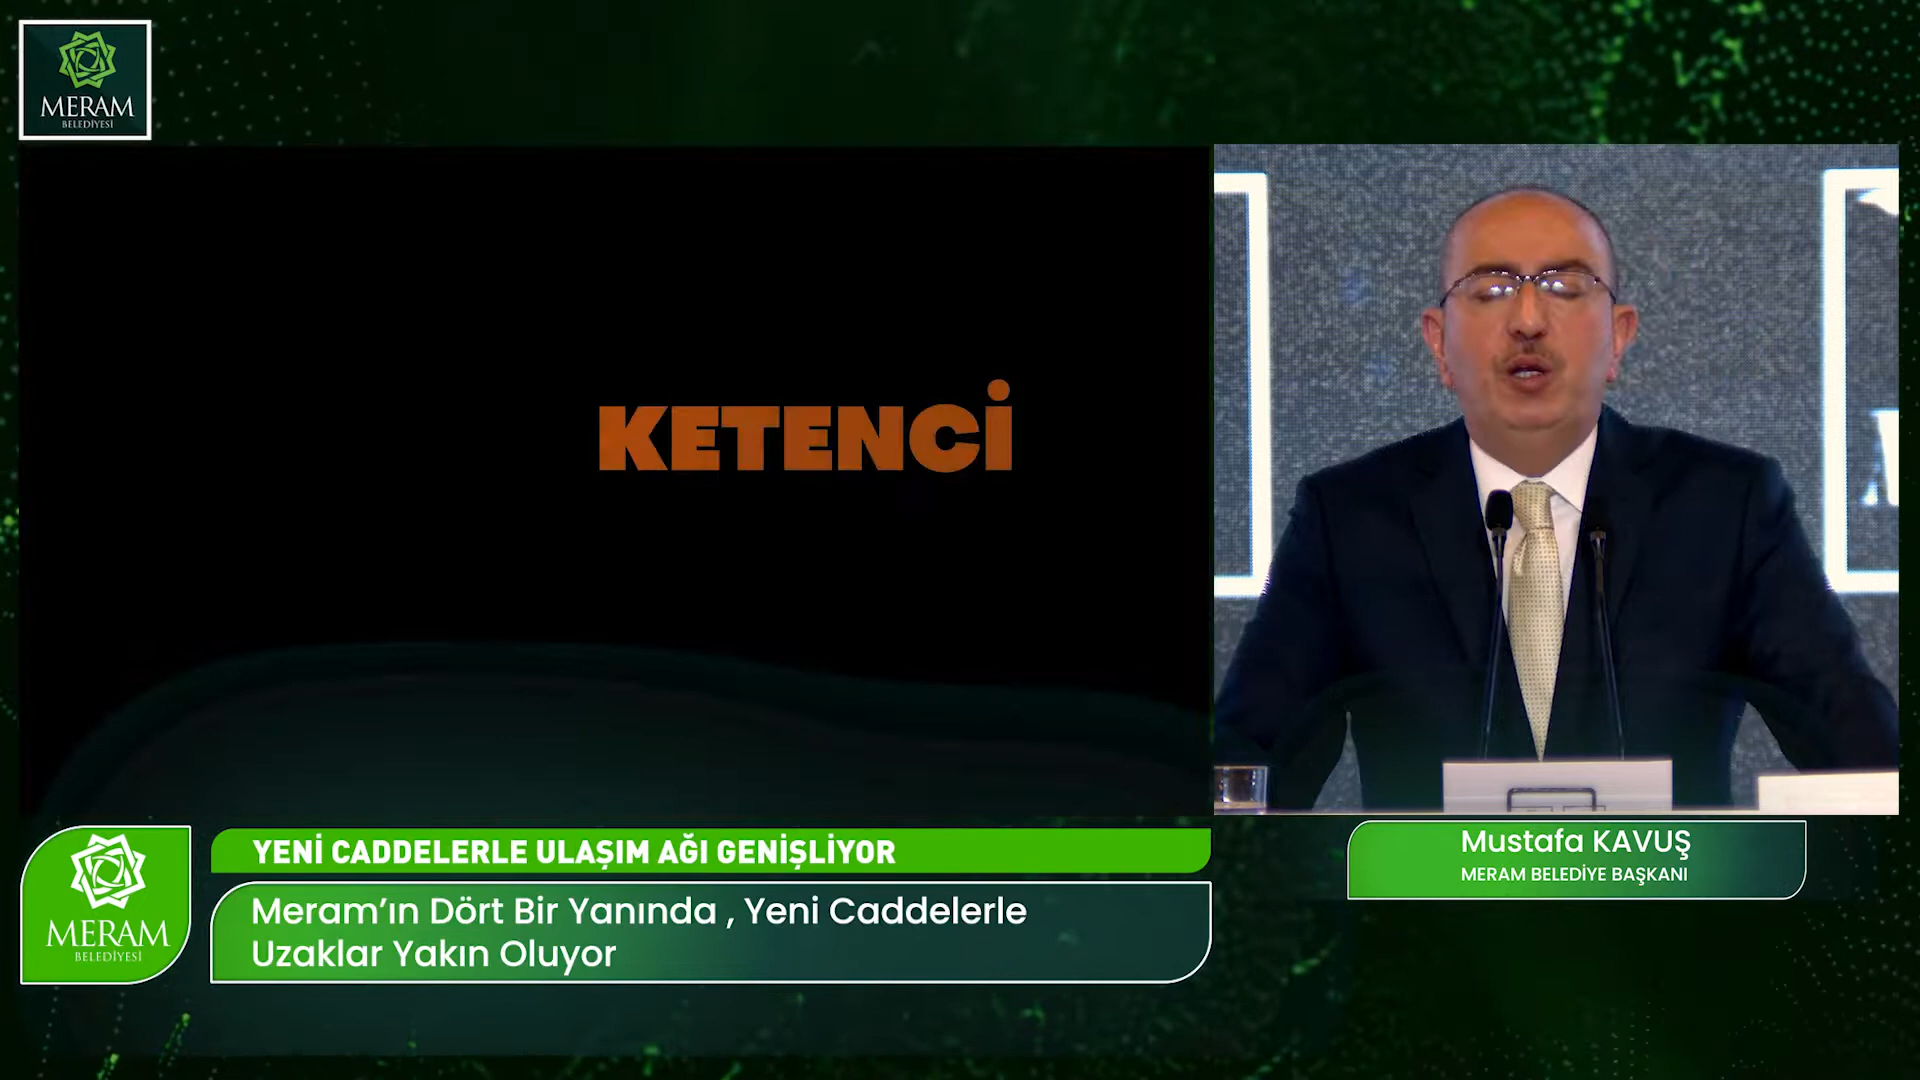 MERAM
BELEDİYESİ
KETENCİ
YENİ CADDELERLE ULAŞIM AĞI GENİŞLİYOR
Meram’ın Dört Bir Yanında , Yeni Caddelerle
Uzaklar Yakın Oluyor
MERAM
BELEDİYESİ
Mustafa KAVUŞ
MERAM BELEDİYE BAŞKANI